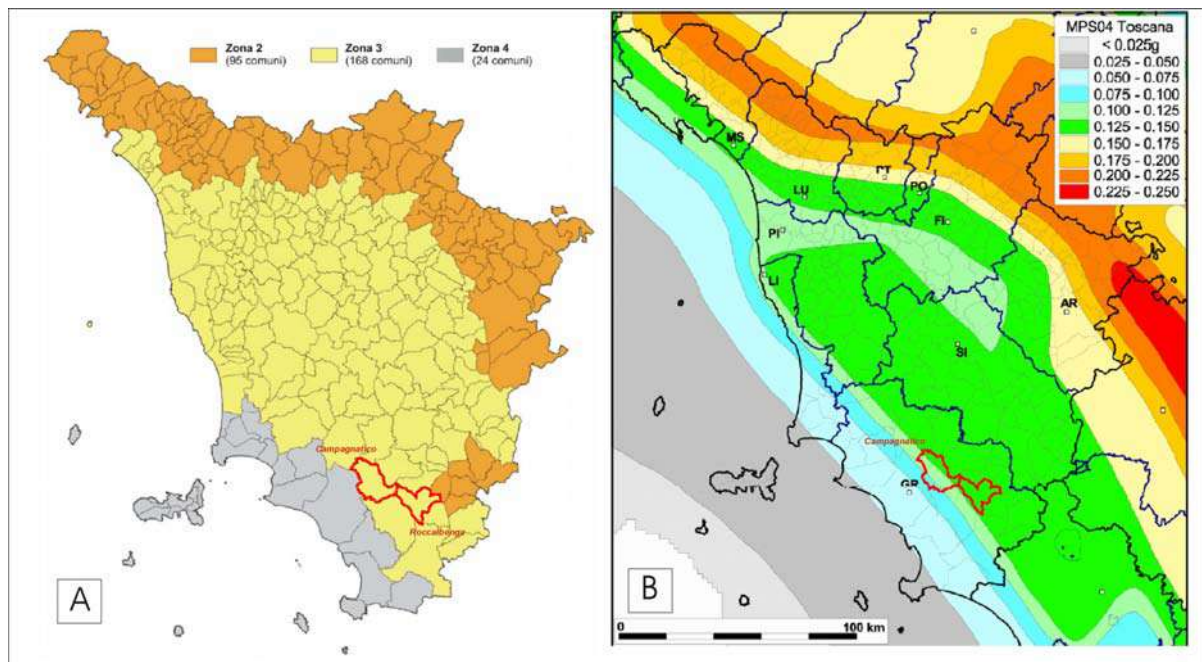 Zona 2
(95 comuni)
Zona 3
(168 comuni)
Zona 4
(24 comuni)
Campagnatico
Roccalbegna
A
MPS04 Toscana
< 0.025g
0.025 - 0.050
0.050 - 0.075
0.075 - 0.100
0.100 - 0.125
0.125 - 0.150
0.150 - 0.175
0.175 - 0.200
0.200 - 0.225
0.225 - 0.250
MS
PT
LU
PO
FI
PI
LI
AR
SI
Campagnatico
GR
B
0
100 km